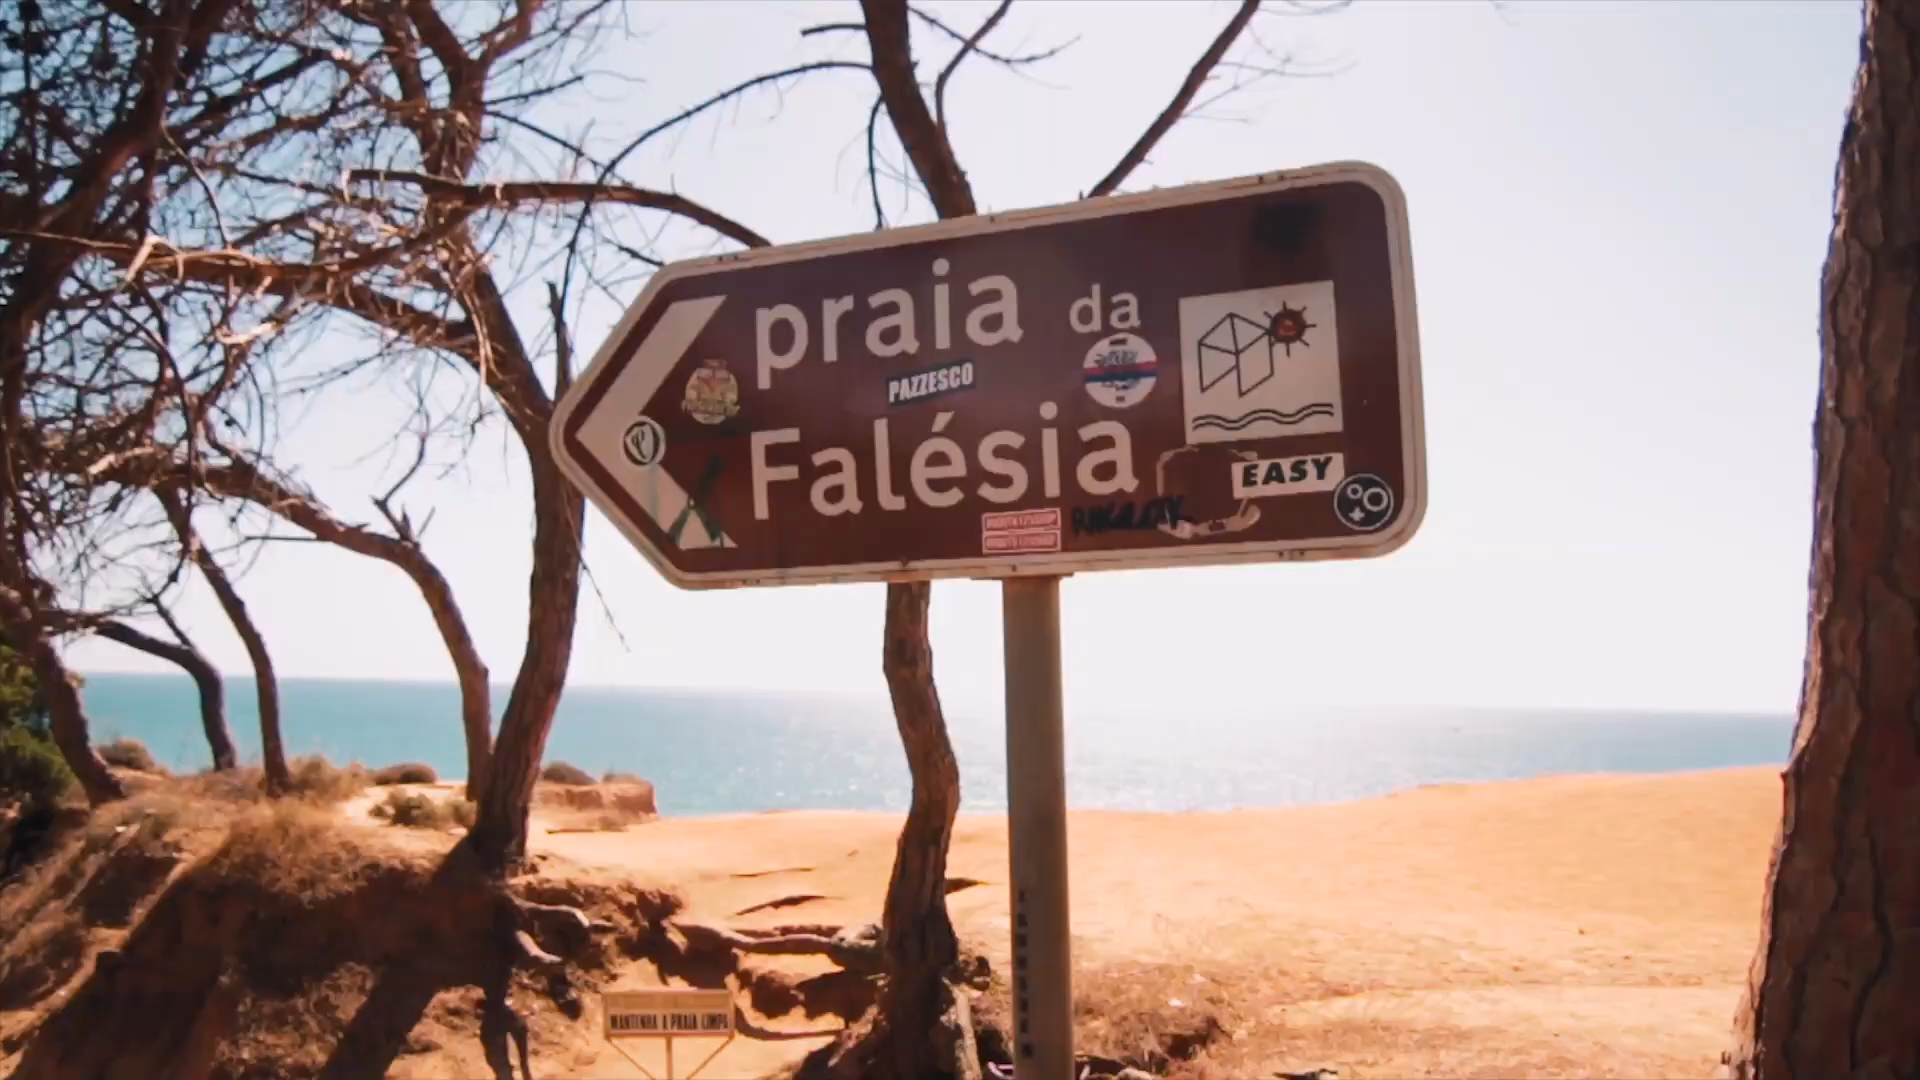 praia da
PAZZESCO
Falésia
EASY
MANTENHA A PRAIA LIMPA